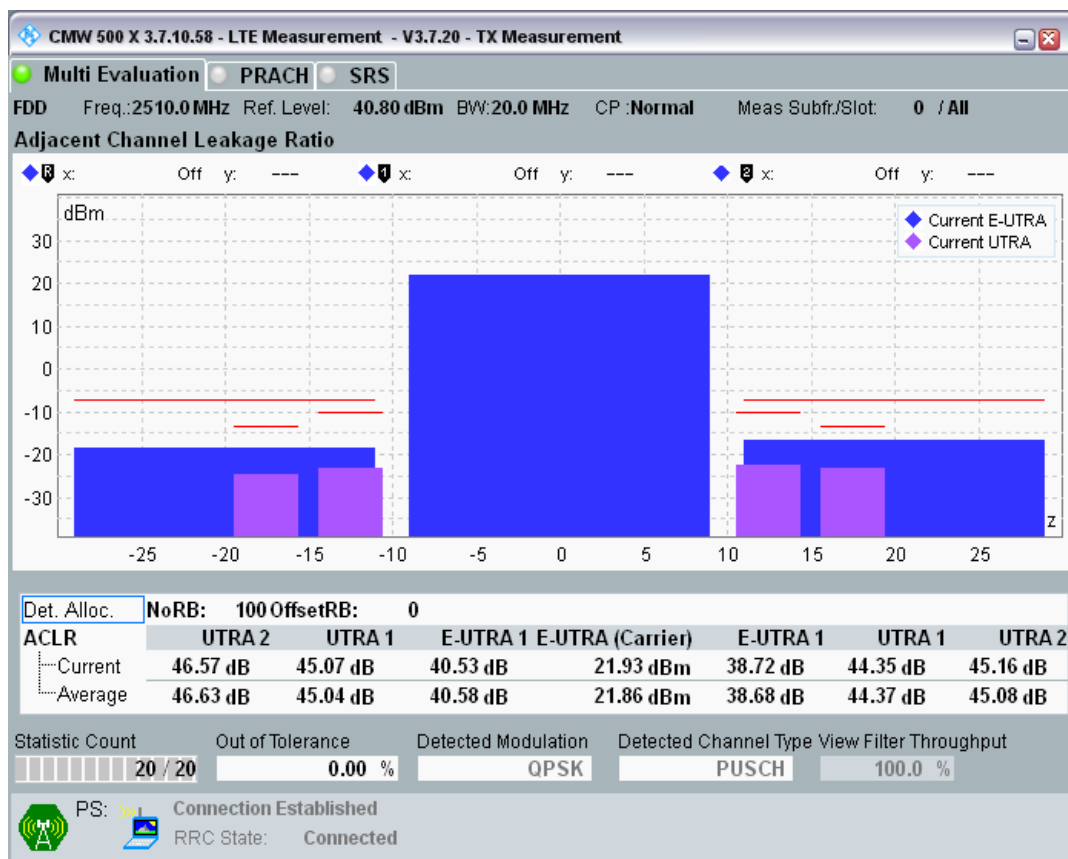 CMW 500 X 3.7.10.58 - LTE Measurement - V3.7.20 - TX Measurement
Multi Evaluation PRACH SRS
FDD Freq.:2510.0 MHz Ref. Level: 40.80 dBm BW:20.0 MHz CP :Normal Meas Subfr./Slot: 0 / All
Adjacent Channel Leakage Ratio
R x: Off y: --- 1 x: Off y: --- 2 x: Off y: ---
dBm
Current E-UTRA
Current UTRA
30
20
10
0
-10
-20
-30
z
-25 -20 -15 -10 -5 0 5 10 15 20 25
Det. Alloc. NoRB: 100 OffsetRB: 0
ACLR UTRA 2 UTRA 1 E-UTRA 1 E-UTRA (Carrier) E-UTRA 1 UTRA 1 UTRA 2
Current 46.57 dB 45.07 dB 40.53 dB 21.93 dBm 38.72 dB 44.35 dB 45.16 dB
Average 46.63 dB 45.04 dB 40.58 dB 21.86 dBm 38.68 dB 44.37 dB 45.08 dB
Statistic Count Out of Tolerance Detected Modulation Detected Channel Type View Filter Throughput
20 / 20 0.00 % QPSK PUSCH 100.0 %
PS: Connection Established
RRC State: Connected